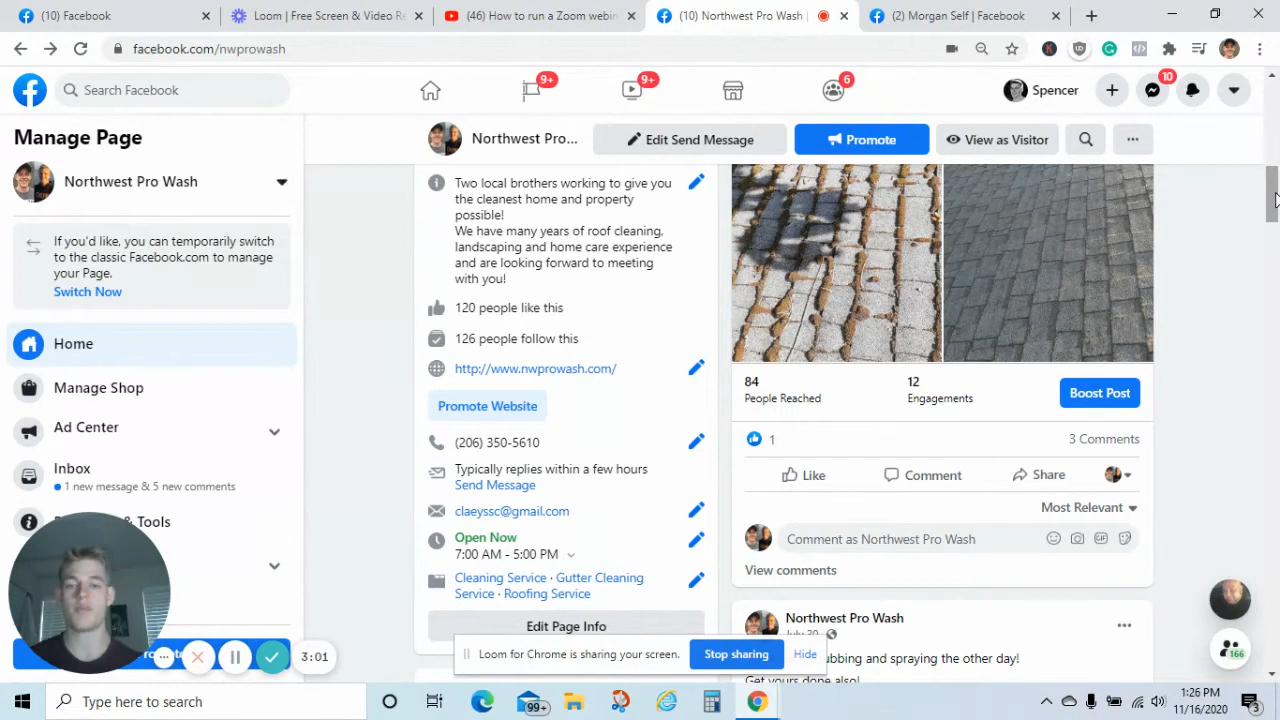 (10) Facebook
Loom | Free Screen & Video Re
(46) How to run a Zoom webin
(10) Northwest Pro Wash |
(2) Morgan Self | Facebook
facebook.com/nwprowash
Search Facebook
9+
9+
6
Spencer
10
Manage Page
Northwest Pro...
Edit Send Message
Promote
View as Visitor
Northwest Pro Wash
If you'd like, you can temporarily switch
to the classic Facebook.com to manage
your Page.
Switch Now
Home
Manage Shop
Ad Center
Inbox
1 new message & 5 new comments
& Tools
3:01
Two local brothers working to give you
the cleanest home and property
possible!
We have many years of roof cleaning,
landscaping and home care experience
and are looking forward to meeting
with you!
120 people like this
126 people follow this
http://www.nwprowash.com/
Promote Website
(206) 350-5610
Typically replies within a few hours
Send Message
claeyssc@gmail.com
Open Now
7:00 AM - 5:00 PM
Cleaning Service · Gutter Cleaning
Service · Roofing Service
Edit Page Info
84
People Reached
12
Engagements
Boost Post
1
3 Comments
Like
Comment
Share
Most Relevant
Comment as Northwest Pro Wash
GIF
View comments
Northwest Pro Wash
July 30
ubbing and spraying the other day!
Get yours done also!
166
Loom for Chrome is sharing your screen.
Stop sharing
Hide
Type here to search
99+
1:26 PM
11/16/2020
3